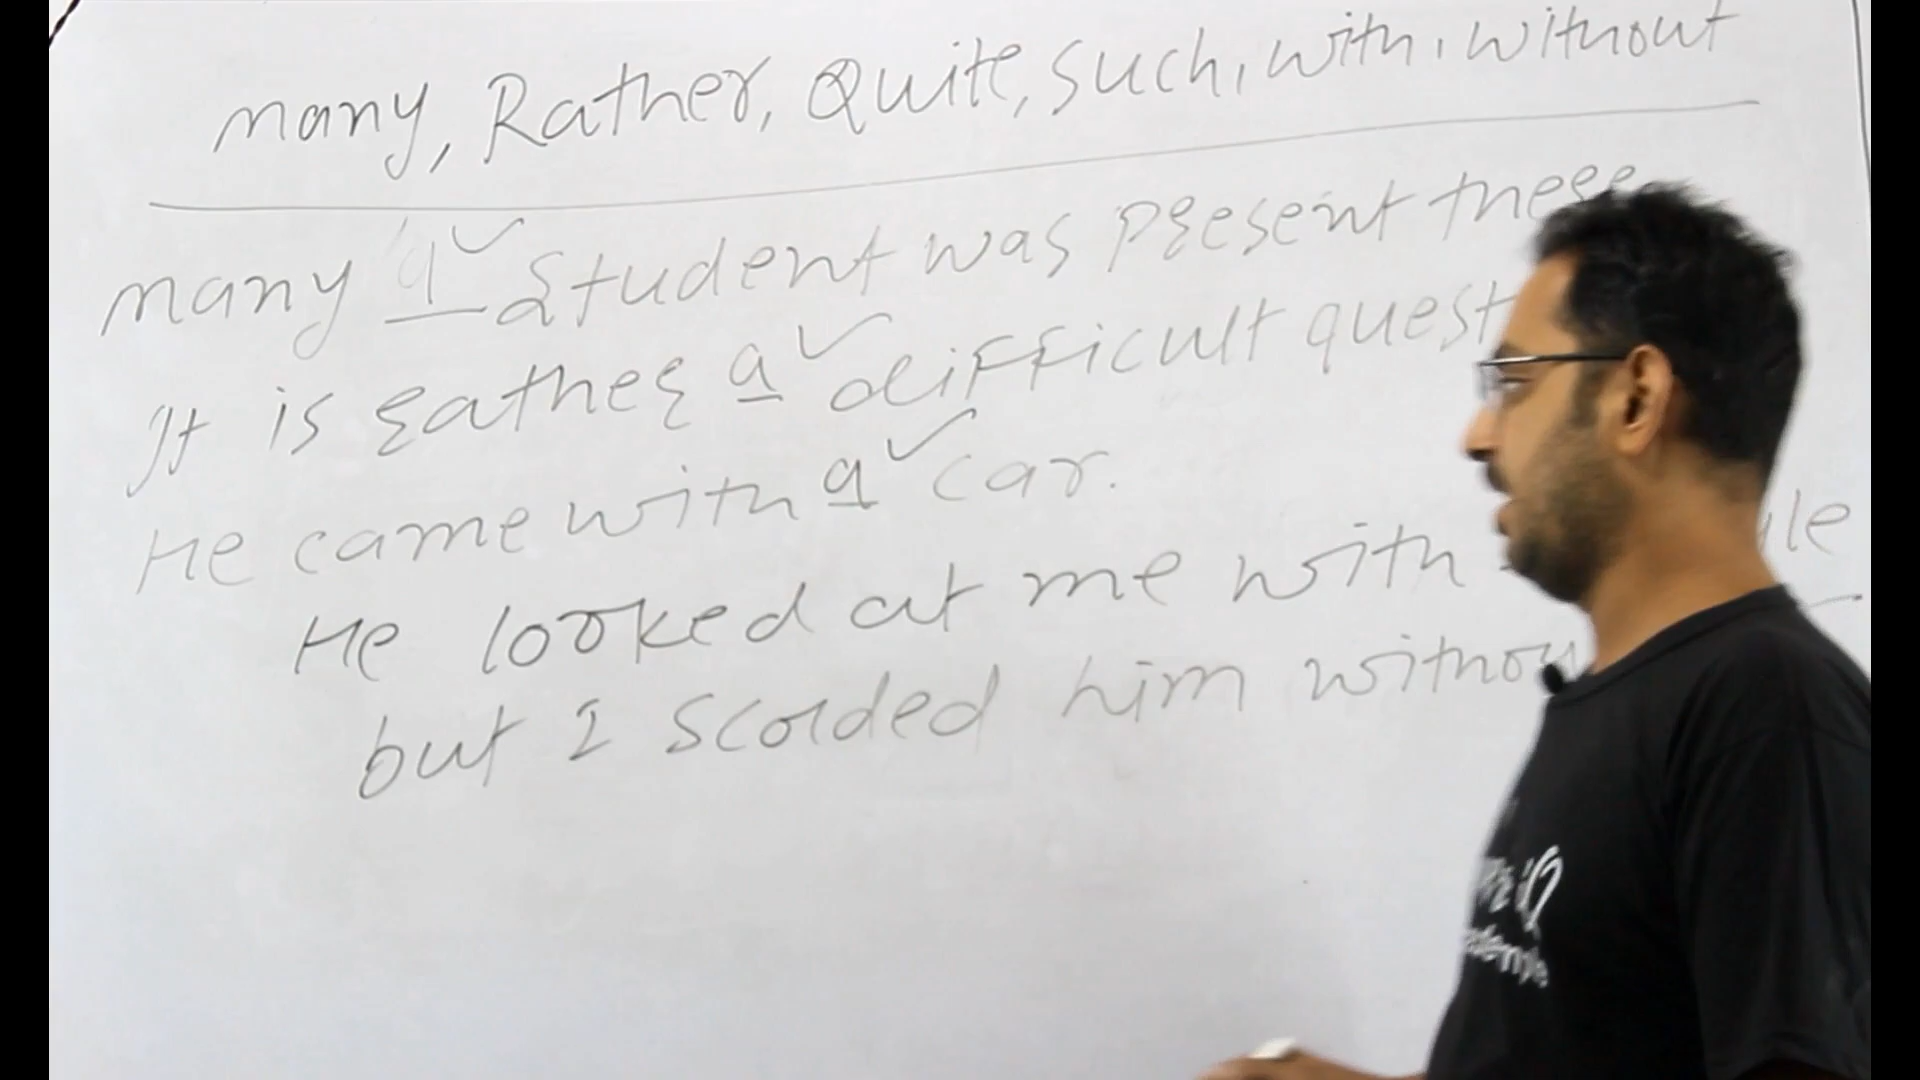 many, Rather, Quite, such, with, without
many a student was present there
It is rather a difficult quest
He came with a car.
He looked at me with
but I scolded him withou